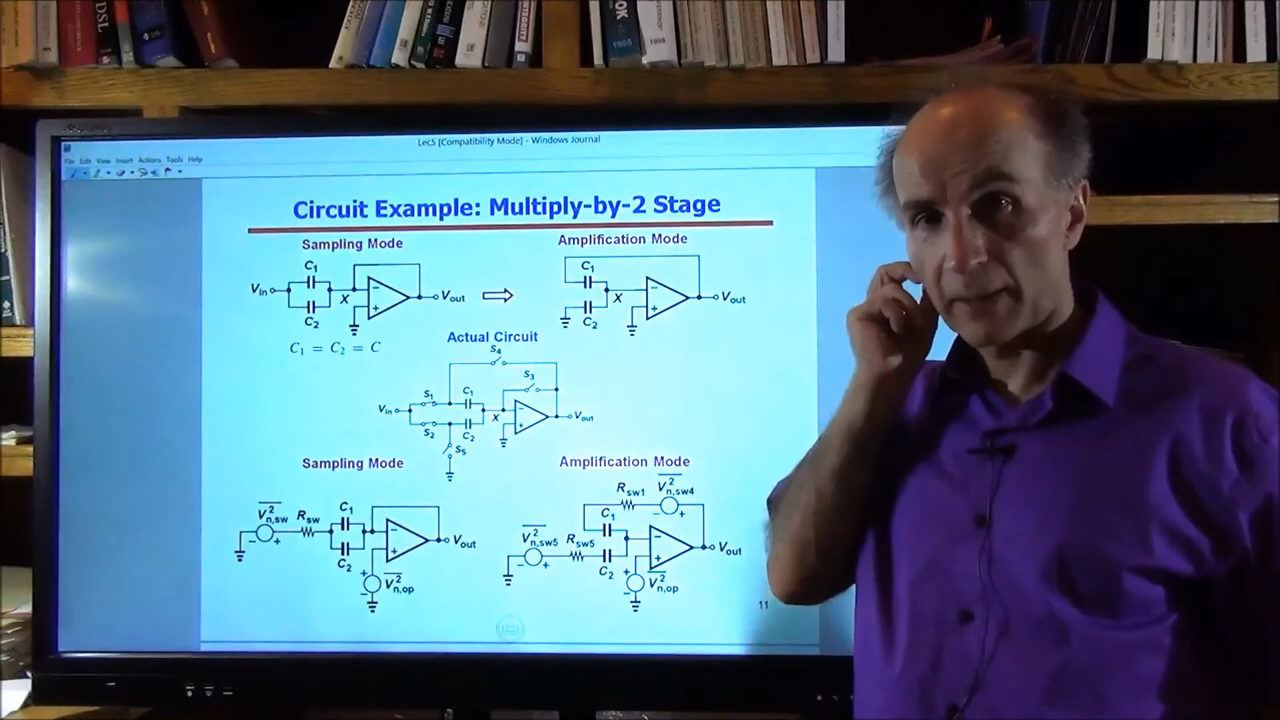 DSL
INTEGRITY
1995
1998
Lec5 [Compatibility Mode] - Windows Journal
File Edit View Insert Actions Tools Help
Circuit Example: Multiply-by-2 Stage
Sampling Mode
Amplification Mode
C1
Vin
X
C2
Vout
C1
X
C2
Vout
C1 = C2 = C
Actual Circuit
S4
S3
S1 C1
Vin X Vout
S2 C2
S5
Sampling Mode
Amplification Mode
V²n,sw Rsw C1
C2
Vout
V²n,op
Rsw1 V²n,sw4
C1
V²n,sw5 Rsw5
C2
Vout
V²n,op
11